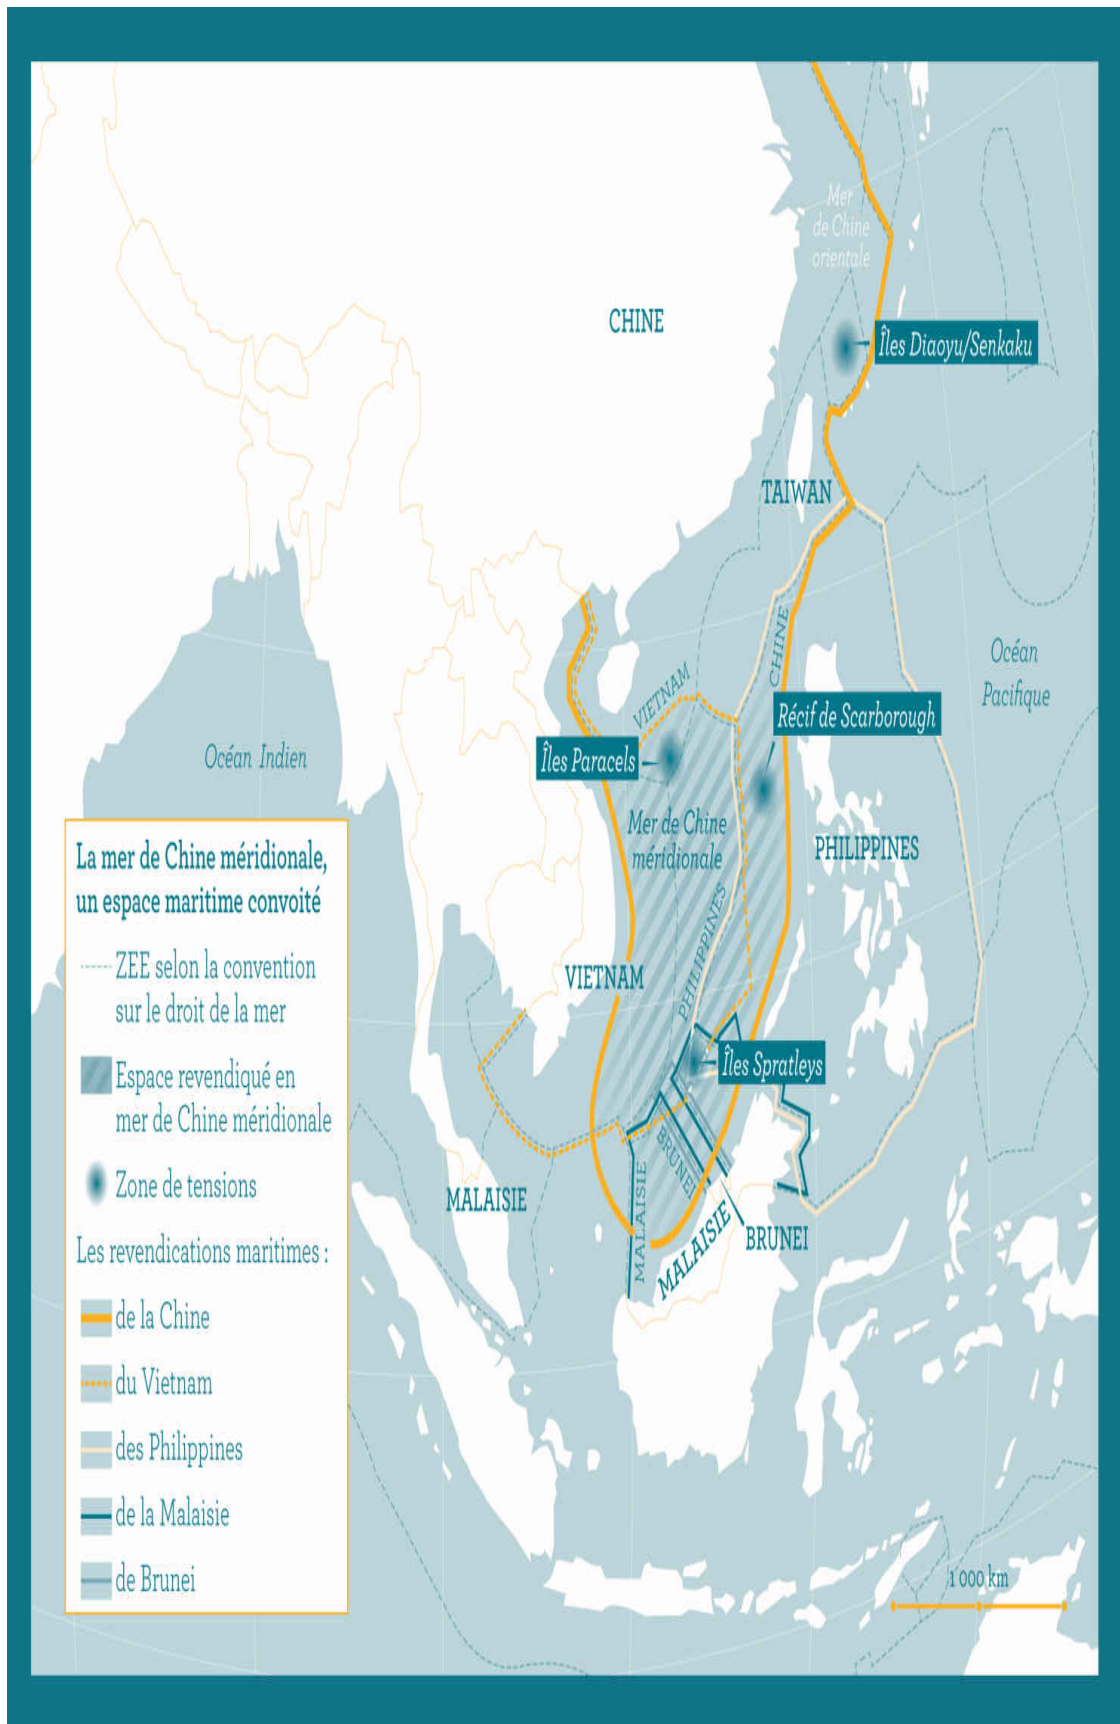 Mer
de Chine
orientale
CHINE
Îles Diaoyu/Senkaku
TAIWAN
Océan
Pacifique
CHINE
VIETNAM
Récif de Scarborough
Océan Indien
Îles Paracels
Mer de Chine
méridionale
PHILIPPINES
PHILIPPINES
VIETNAM
Îles Spratleys
BRUNEI
MALAISIE
MALAISIE
MALAISIE
BRUNEI
La mer de Chine méridionale,
un espace maritime convoité
ZEE selon la convention
sur le droit de la mer
Espace revendiqué en
mer de Chine méridionale
Zone de tensions
Les revendications maritimes :
de la Chine
du Vietnam
des Philippines
de la Malaisie
de Brunei
1 000 km